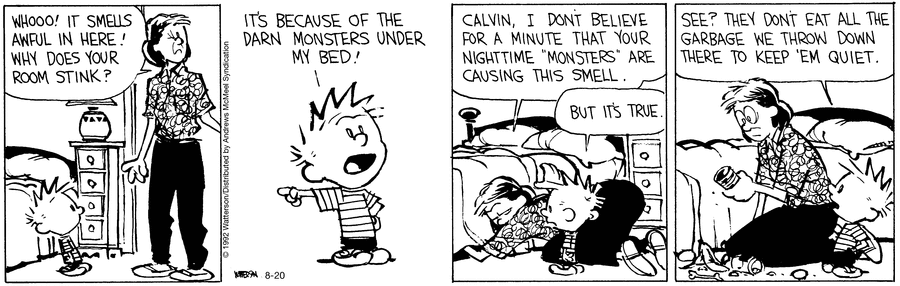 WHOOO! IT SMELLS
AWFUL IN HERE!
WHY DOES YOUR
ROOM STINK?
© 1992 Watterson/Distributed by Andrews McMeel Syndication
IT'S BECAUSE OF THE
DARN MONSTERS UNDER
MY BED!
8-20
CALVIN, I DON'T BELIEVE
FOR A MINUTE THAT YOUR
NIGHTTIME "MONSTERS" ARE
CAUSING THIS SMELL.
BUT IT'S TRUE.
SEE? THEY DON'T EAT ALL THE
GARBAGE WE THROW DOWN
THERE TO KEEP 'EM QUIET.